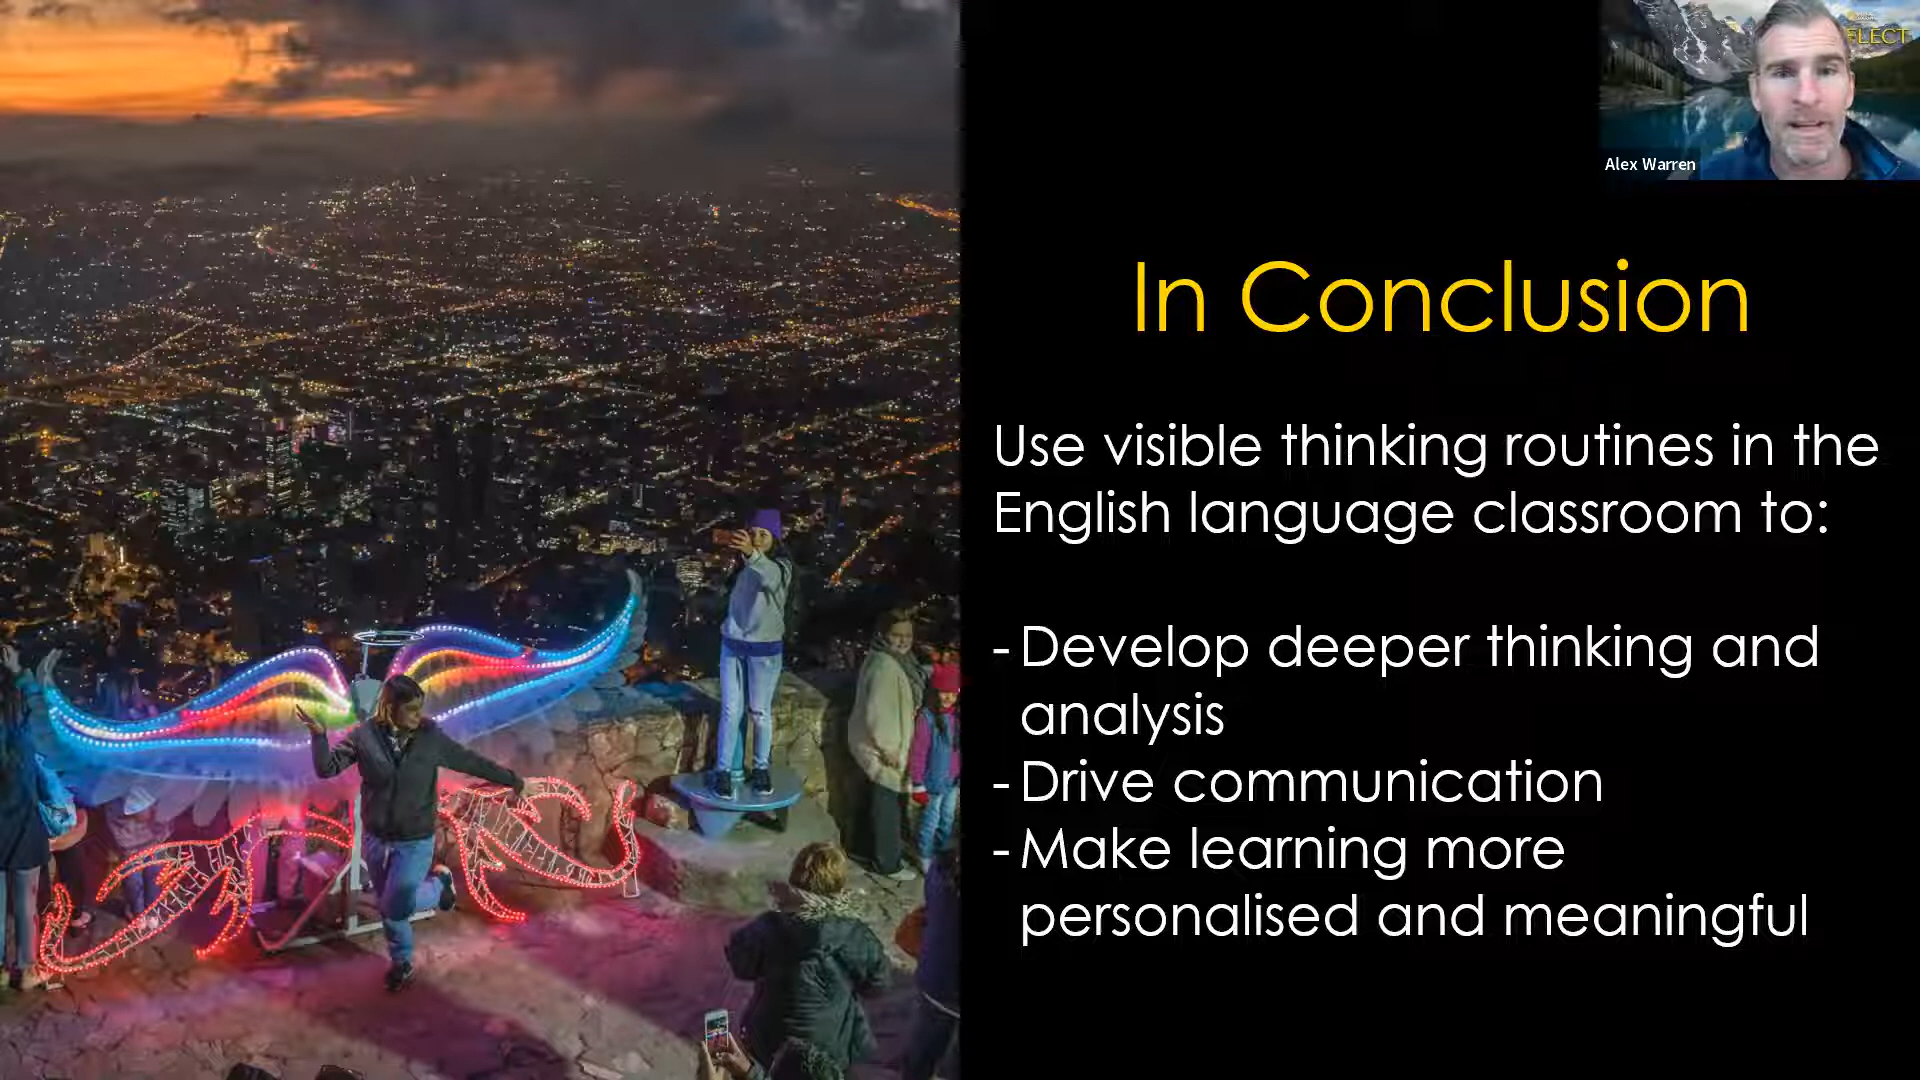 FLECT
Alex Warren
In Conclusion
Use visible thinking routines in the
English language classroom to:
- Develop deeper thinking and
analysis
- Drive communication
- Make learning more
personalised and meaningful